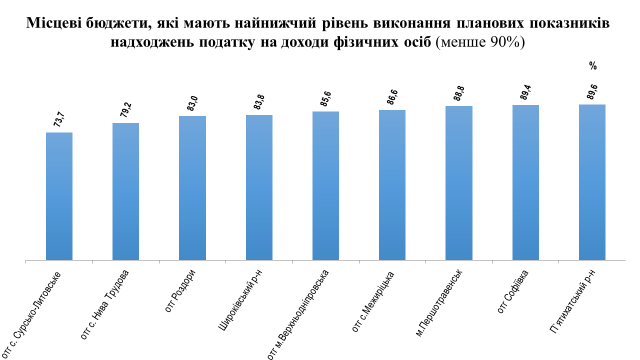 Місцеві бюджети, які мають найнижчий рівень виконання планових показників
надходжень податку на доходи фізичних осіб (менше 90%)
%
73,7
79,2
83,0
83,8
85,6
86,6
88,8
89,4
89,6
отг с. Сурсько-Литовське
отг с. Нива Трудова
отг Роздори
Широківський р-н
отг м.Верхньодніпровська
отг с.Межиріцька
м.Першотравенськ
отг Софіївка
П'ятихатський р-н